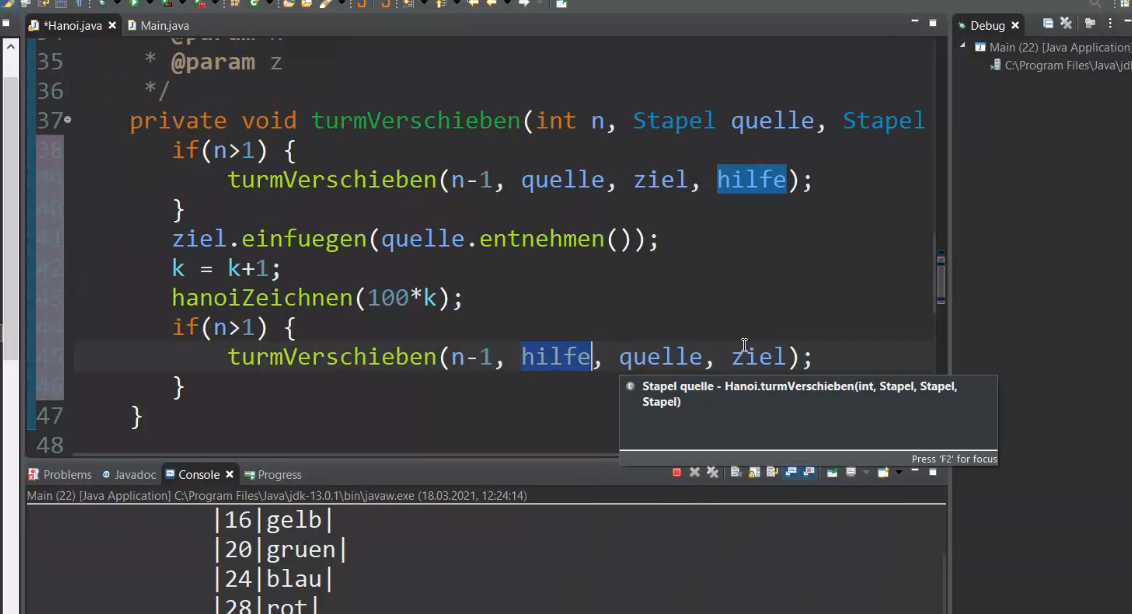 *Hanoi.java Main.java
Debug
Main (22) [Java Application]
C:\Program Files\Java\jd
35 * @param z
36 */
37 private void turmVerschieben(int n, Stapel quelle, Stapel
38 if(n>1) {
39 turmVerschieben(n-1, quelle, ziel, hilfe);
40 }
41 ziel.einfuegen(quelle.entnehmen());
42 k = k+1;
43 hanoiZeichnen(100*k);
44 if(n>1) {
45 turmVerschieben(n-1, hilfe, quelle, ziel);
46 }
47 }
48
Stapel quelle - Hanoi.turmVerschieben(int, Stapel, Stapel,
Stapel)
Press 'F2' for focus
Problems Javadoc Console Progress
Main (22) [Java Application] C:\Program Files\Java\jdk-13.0.1\bin\javaw.exe (18.03.2021, 12:24:14)
|16|gelb|
|20|gruen|
|24|blau|
|28|rot|